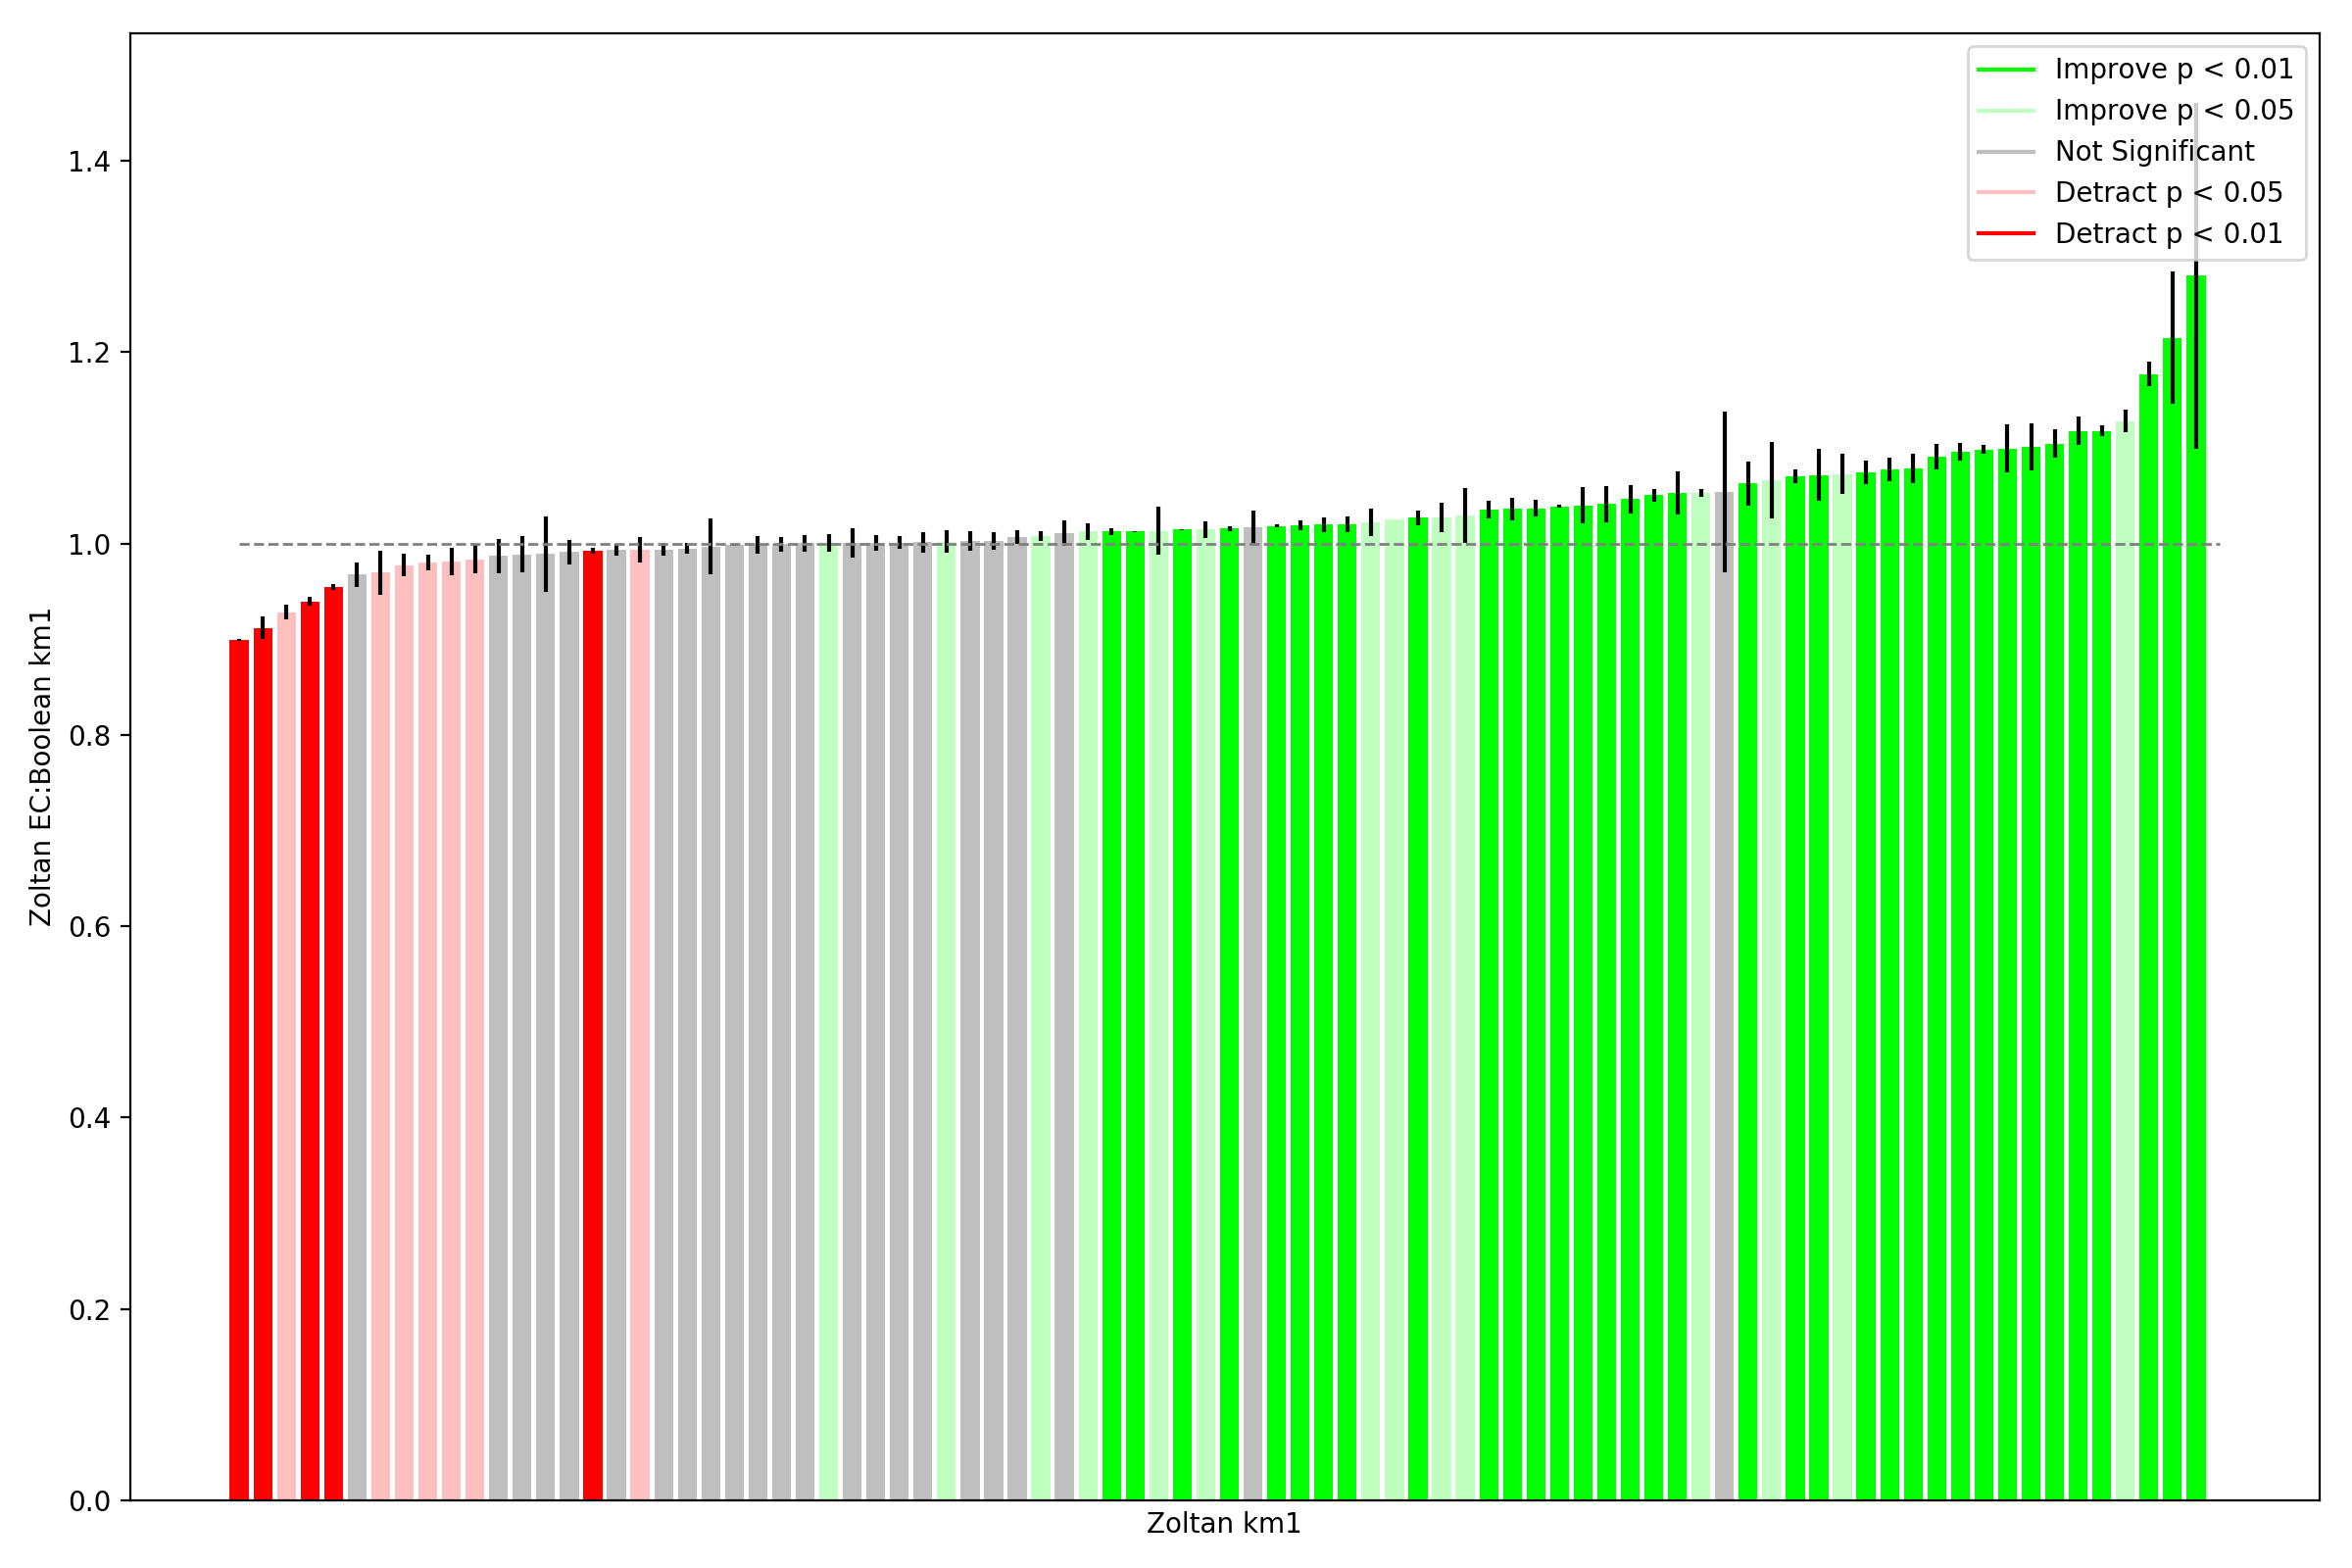 Improve p < 0.01
Improve p < 0.05
Not Significant
Detract p < 0.05
Detract p < 0.01
1.4
1.2
1.0
0.8
0.6
0.4
0.2
0.0
Zoltan EC:Boolean km1
Zoltan km1